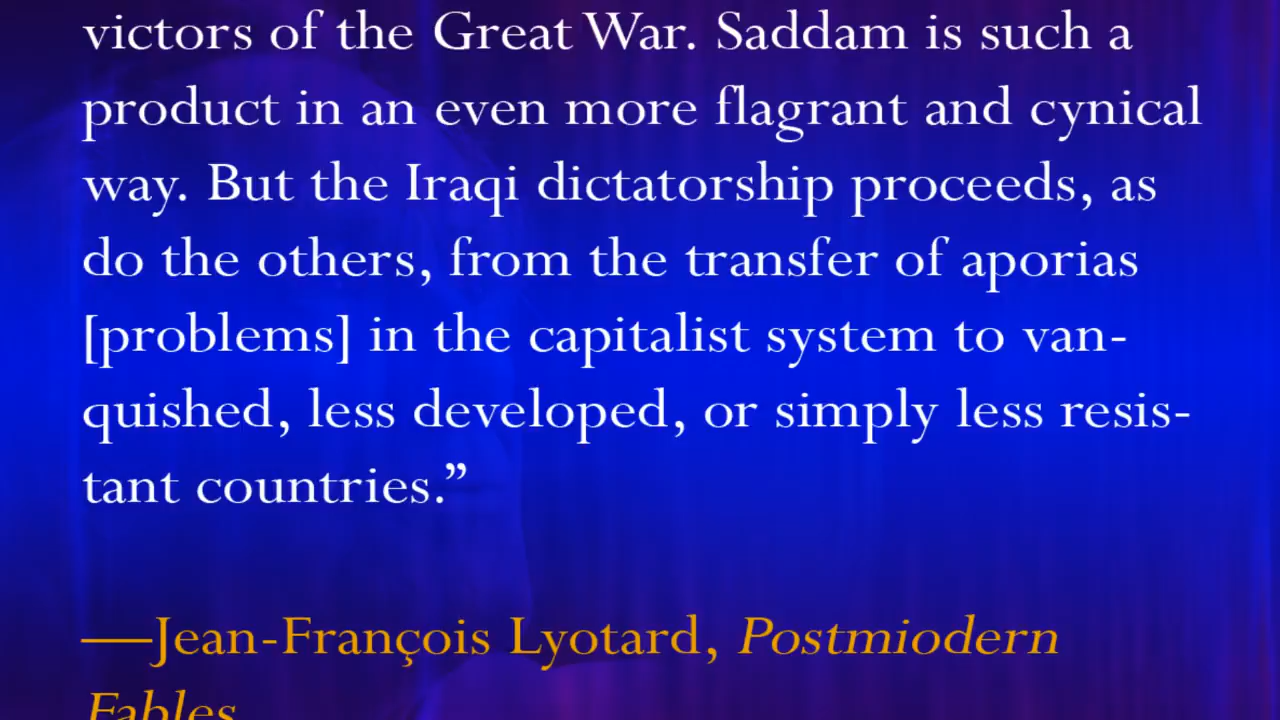 victors of the Great War. Saddam is such a
product in an even more flagrant and cynical
way. But the Iraqi dictatorship proceeds, as
do the others, from the transfer of aporias
[problems] in the capitalist system to van-
quished, less developed, or simply less resis-
tant countries.”
—Jean-François Lyotard, Postmiodern
Fables